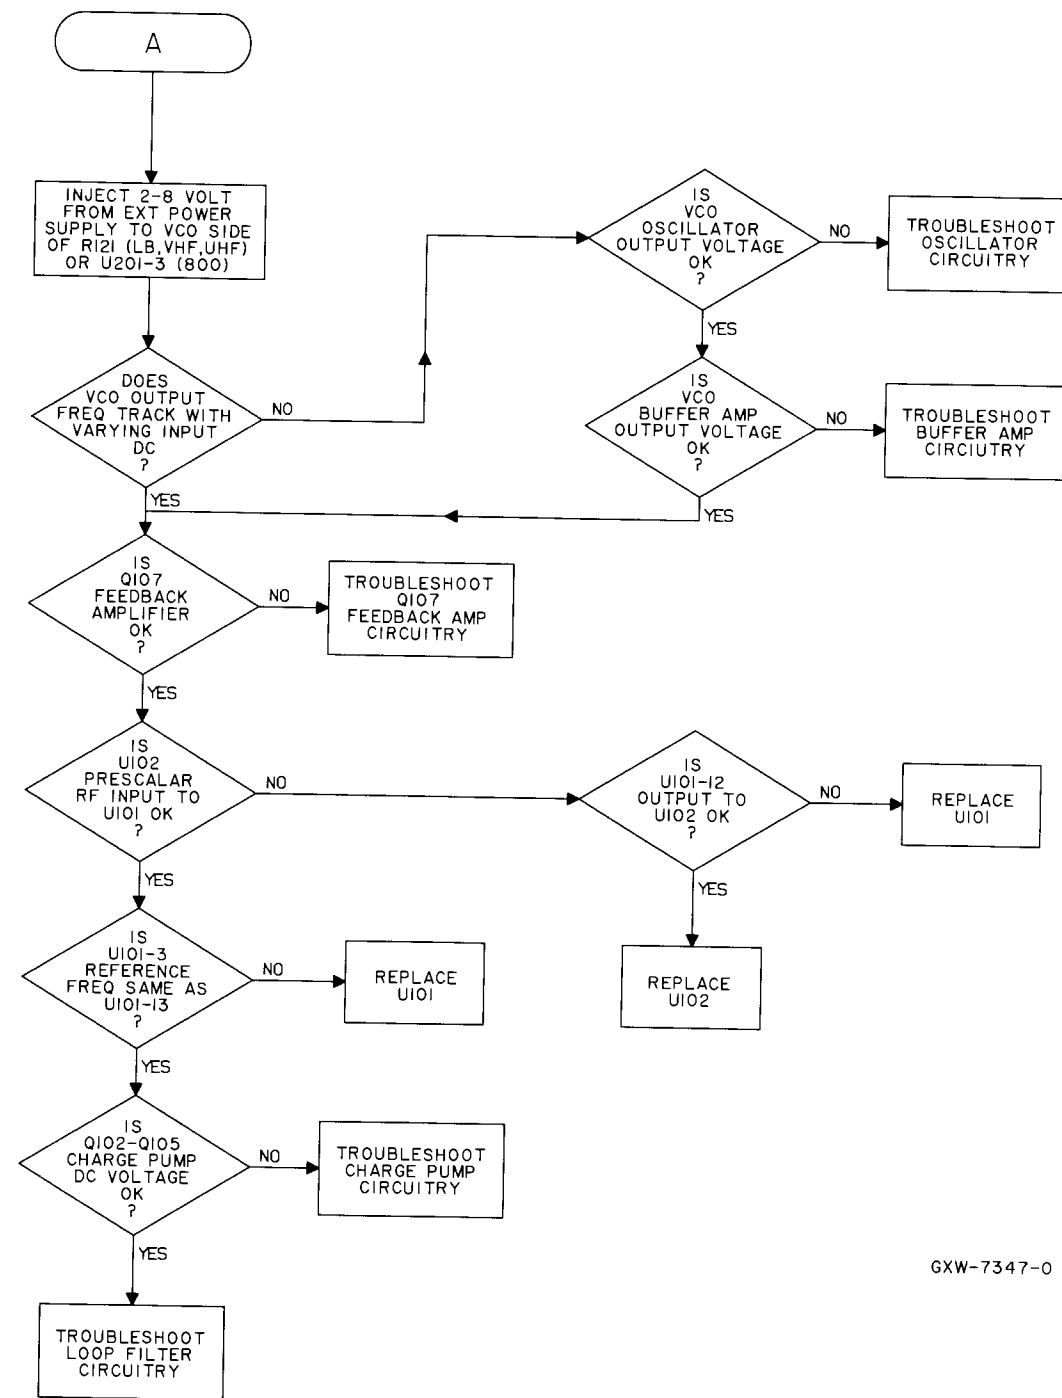 A
INJECT 2-8 VOLT
FROM EXT POWER
SUPPLY TO VCO SIDE
OF R121 (LB,VHF,UHF)
OR U201-3 (800)
DOES
VCO OUTPUT
FREQ TRACK WITH
VARYING INPUT
DC
?
NO
YES
IS
VCO
OSCILLATOR
OUTPUT VOLTAGE
OK
?
NO
TROUBLESHOOT
OSCILLATOR
CIRCUITRY
YES
IS
VCO
BUFFER AMP
OUTPUT VOLTAGE
OK
?
NO
TROUBLESHOOT
BUFFER AMP
CIRCIUTRY
YES
IS
Q107
FEEDBACK
AMPLIFIER
OK
?
NO
TROUBLESHOOT
Q107
FEEDBACK AMP
CIRCUITRY
YES
IS
U102
PRESCALAR
RF INPUT TO
U101 OK
?
NO
IS
U101-12
OUTPUT TO
U102 OK
?
NO
REPLACE
U101
YES
REPLACE
U102
YES
IS
U101-3
REFERENCE
FREQ SAME AS
U101-13
?
NO
REPLACE
U101
YES
IS
Q102-Q105
CHARGE PUMP
DC VOLTAGE
OK
?
NO
TROUBLESHOOT
CHARGE PUMP
CIRCUITRY
YES
TROUBLESHOOT
LOOP FILTER
CIRCUITRY
GXW-7347-0